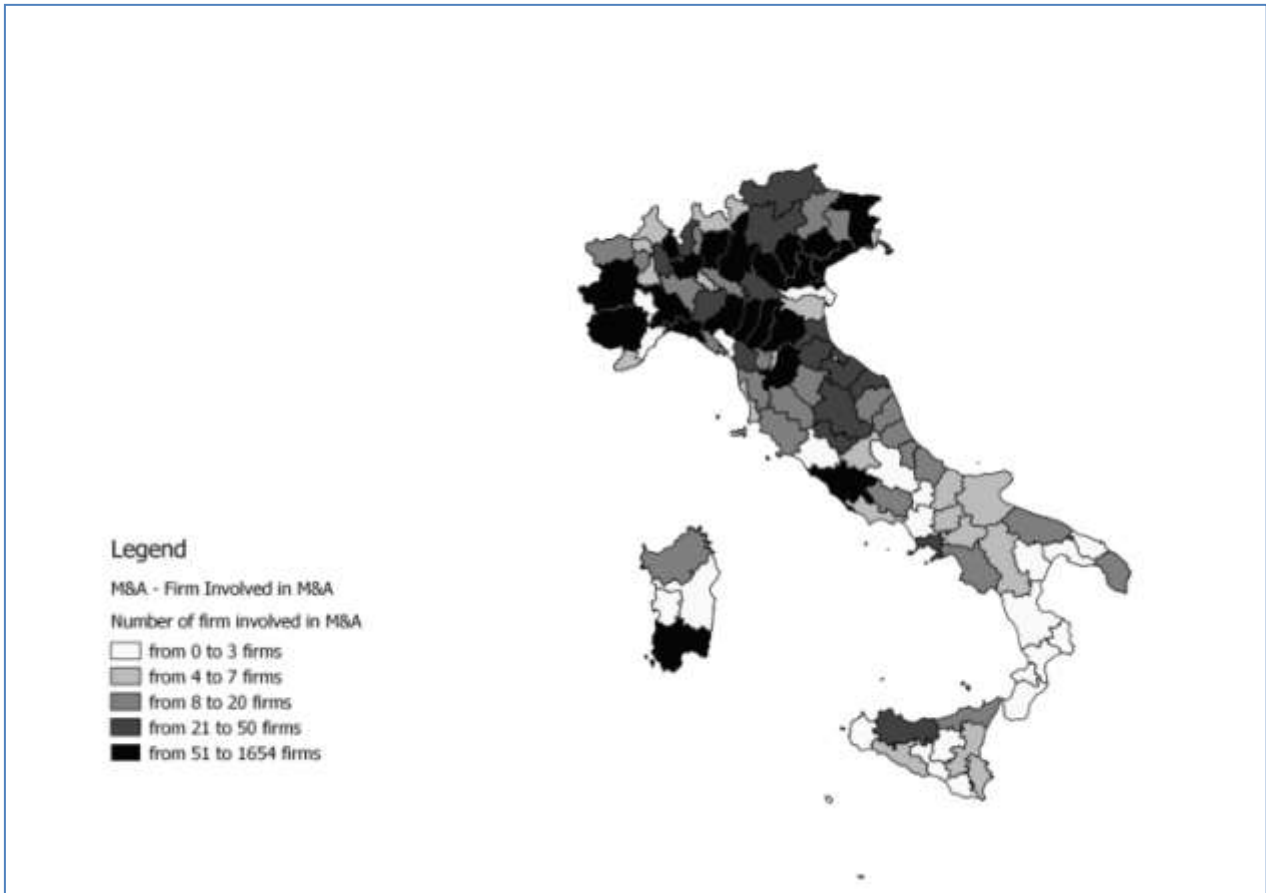 Legend
M&A - Firm Involved in M&A
Number of firm involved in M&A
from 0 to 3 firms
from 4 to 7 firms
from 8 to 20 firms
from 21 to 50 firms
from 51 to 1654 firms